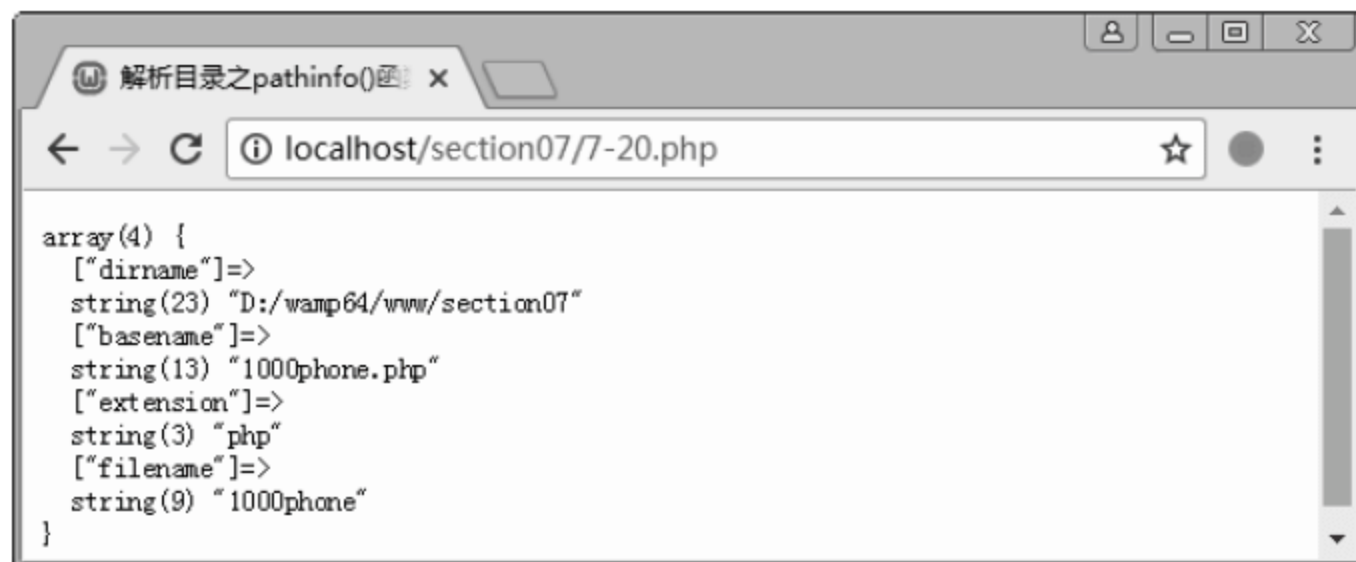 解析目录之pathinfo()函
localhost/section07/7-20.php
array(4) {
  ["dirname"]=>
  string(23) "D:/wamp64/www/section07"
  ["basename"]=>
  string(13) "1000phone.php"
  ["extension"]=>
  string(3) "php"
  ["filename"]=>
  string(9) "1000phone"
}